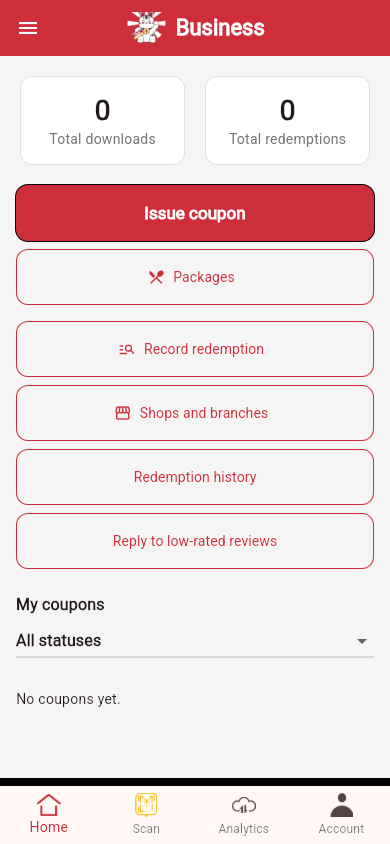 Business
0
Total downloads
0
Total redemptions
Issue coupon
Packages
Record redemption
Shops and branches
Redemption history
Reply to low-rated reviews
My coupons
All statuses
No coupons yet.
Home
Scan
Analytics
Account